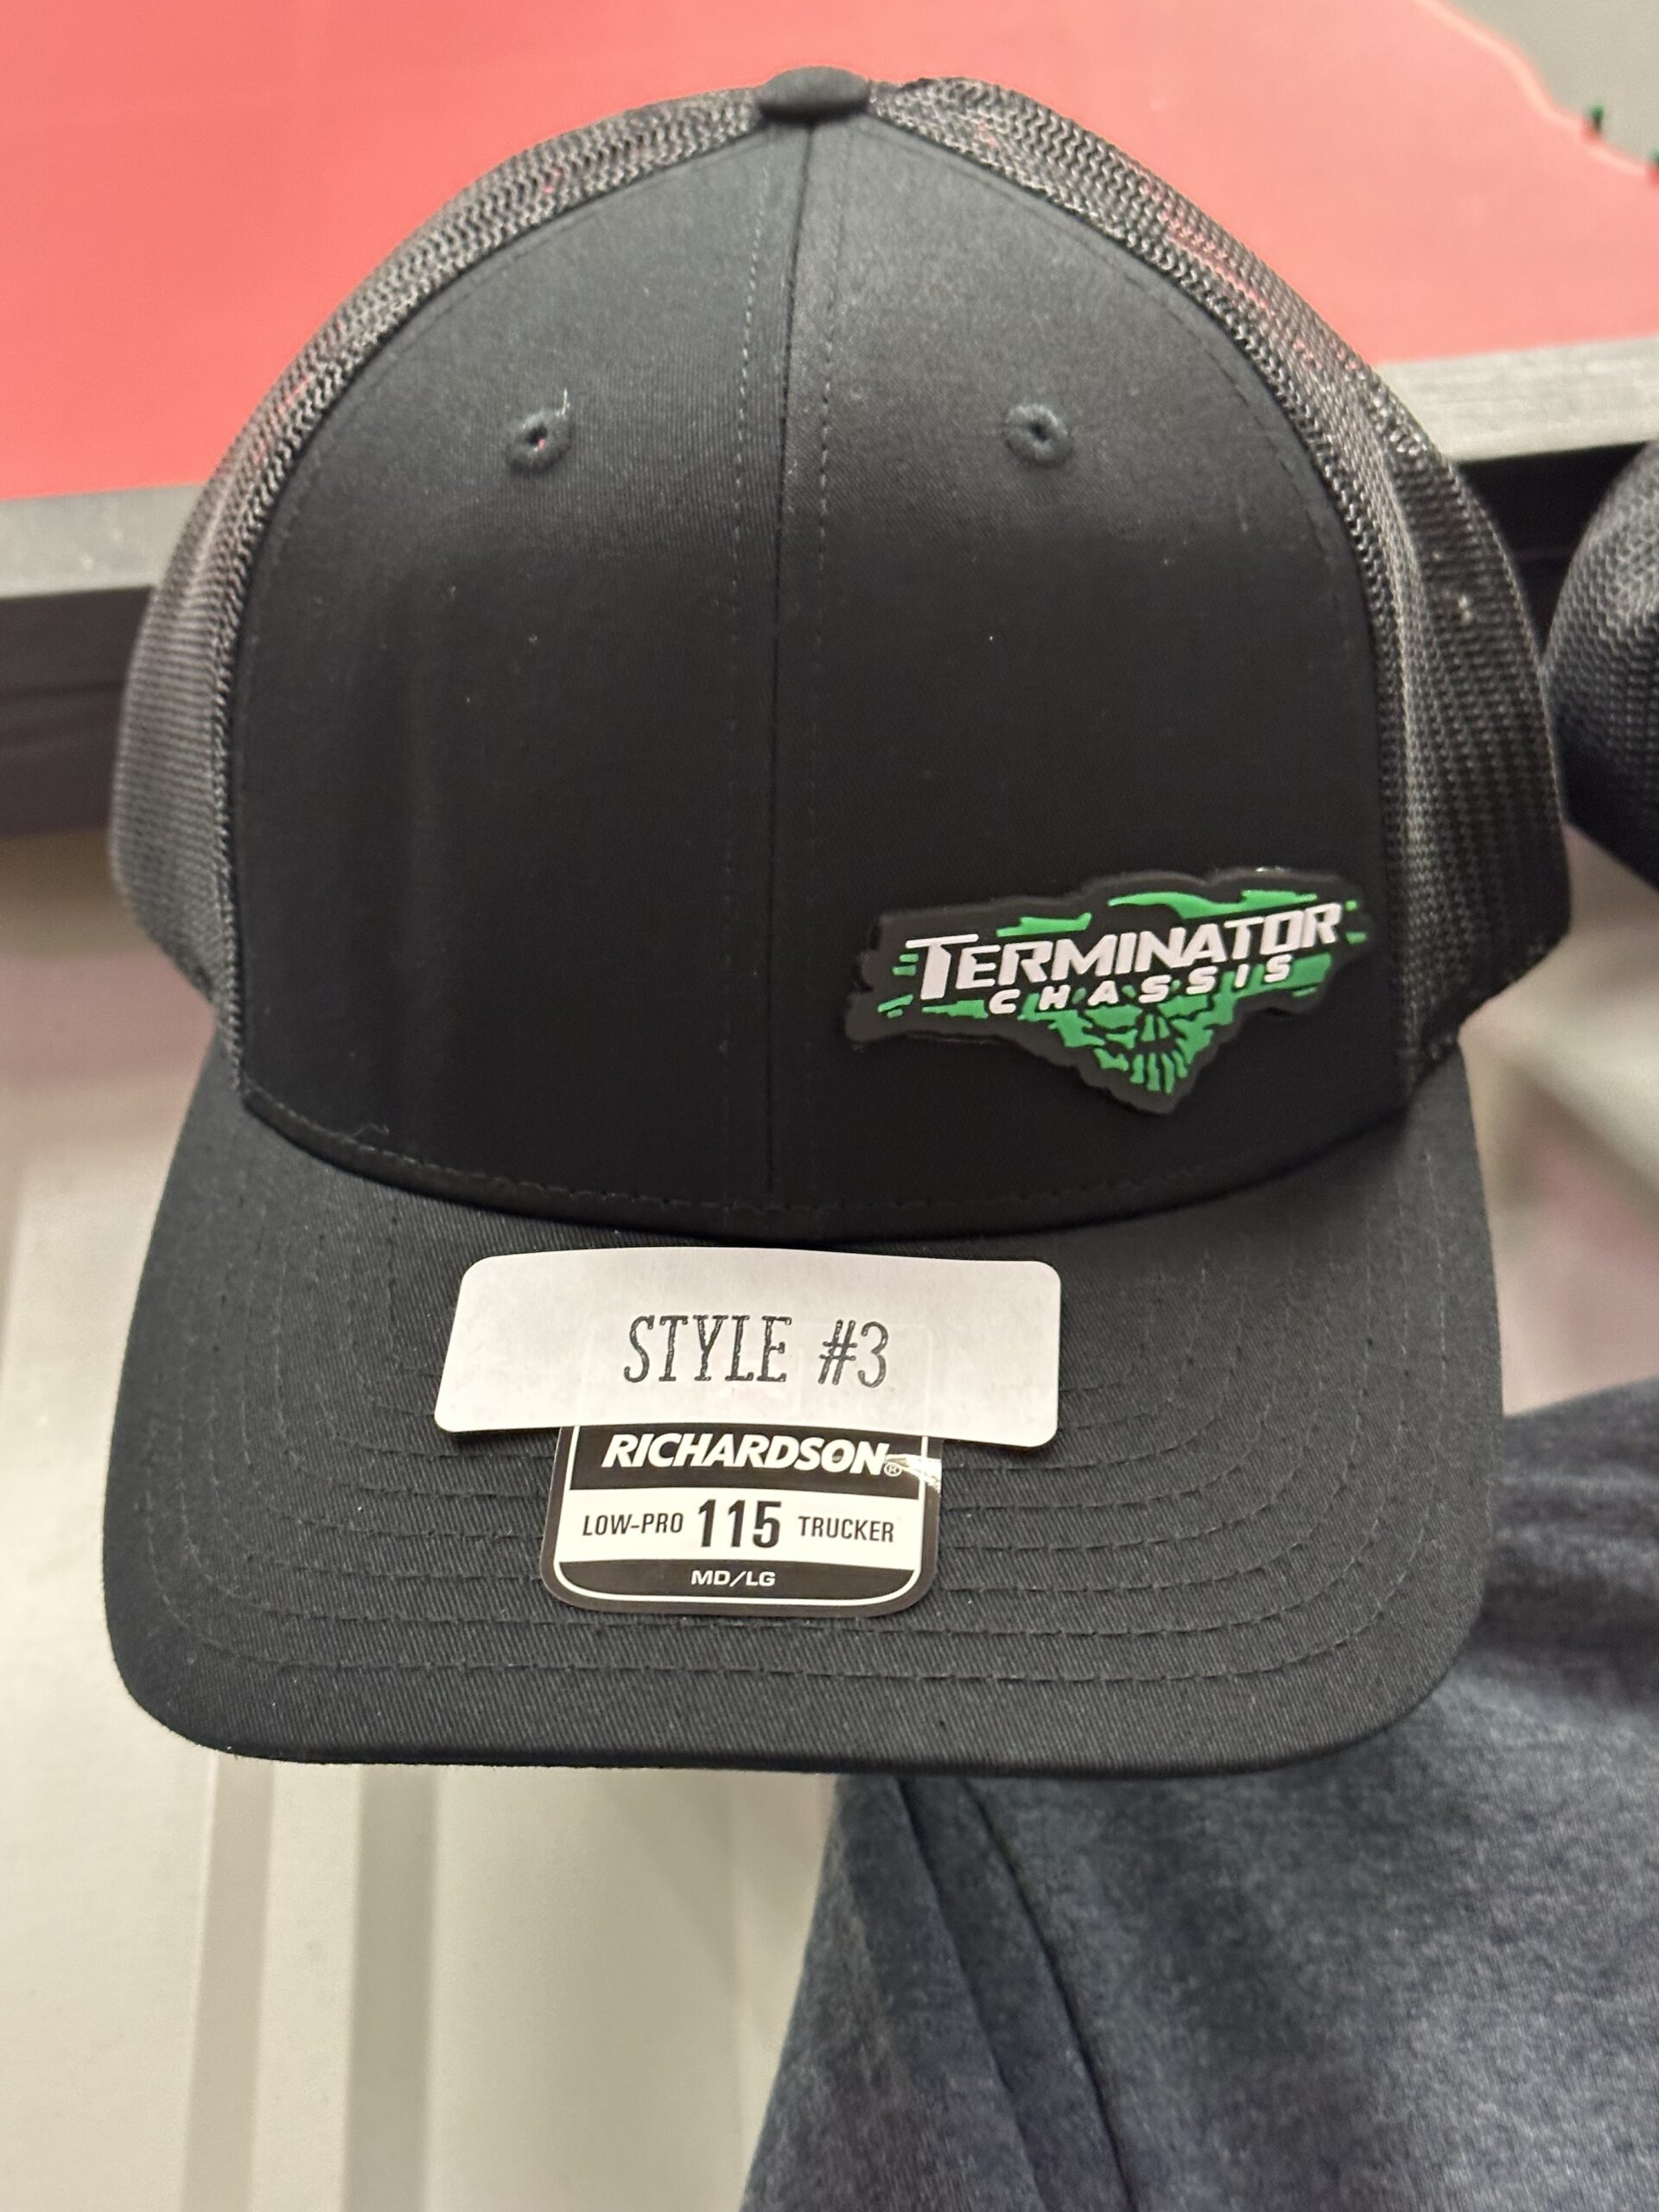 TERMINATOR
CHASSIS
STYLE #3
RICHARDSON®
LOW-PRO 115 TRUCKER
MD/LG